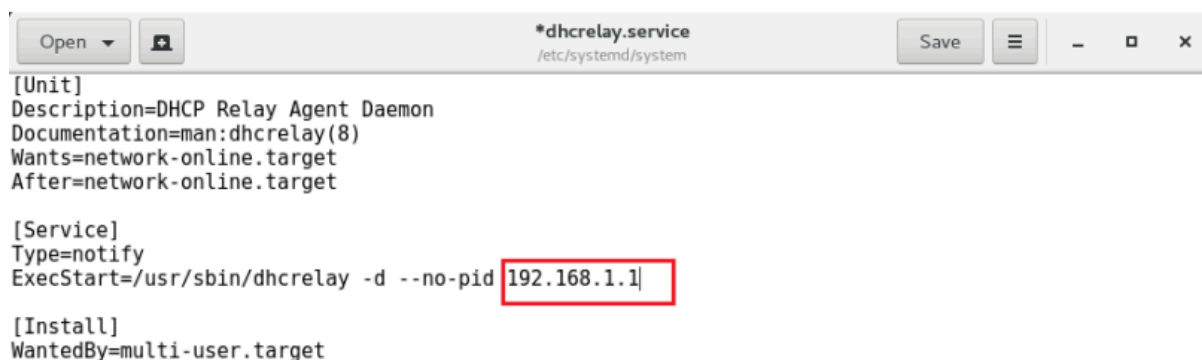 Open
*dhcrelay.service
/etc/systemd/system
Save
[Unit]
Description=DHCP Relay Agent Daemon
Documentation=man:dhcrelay(8)
Wants=network-online.target
After=network-online.target
[Service]
Type=notify
ExecStart=/usr/sbin/dhcrelay -d --no-pid 192.168.1.1
[Install]
WantedBy=multi-user.target